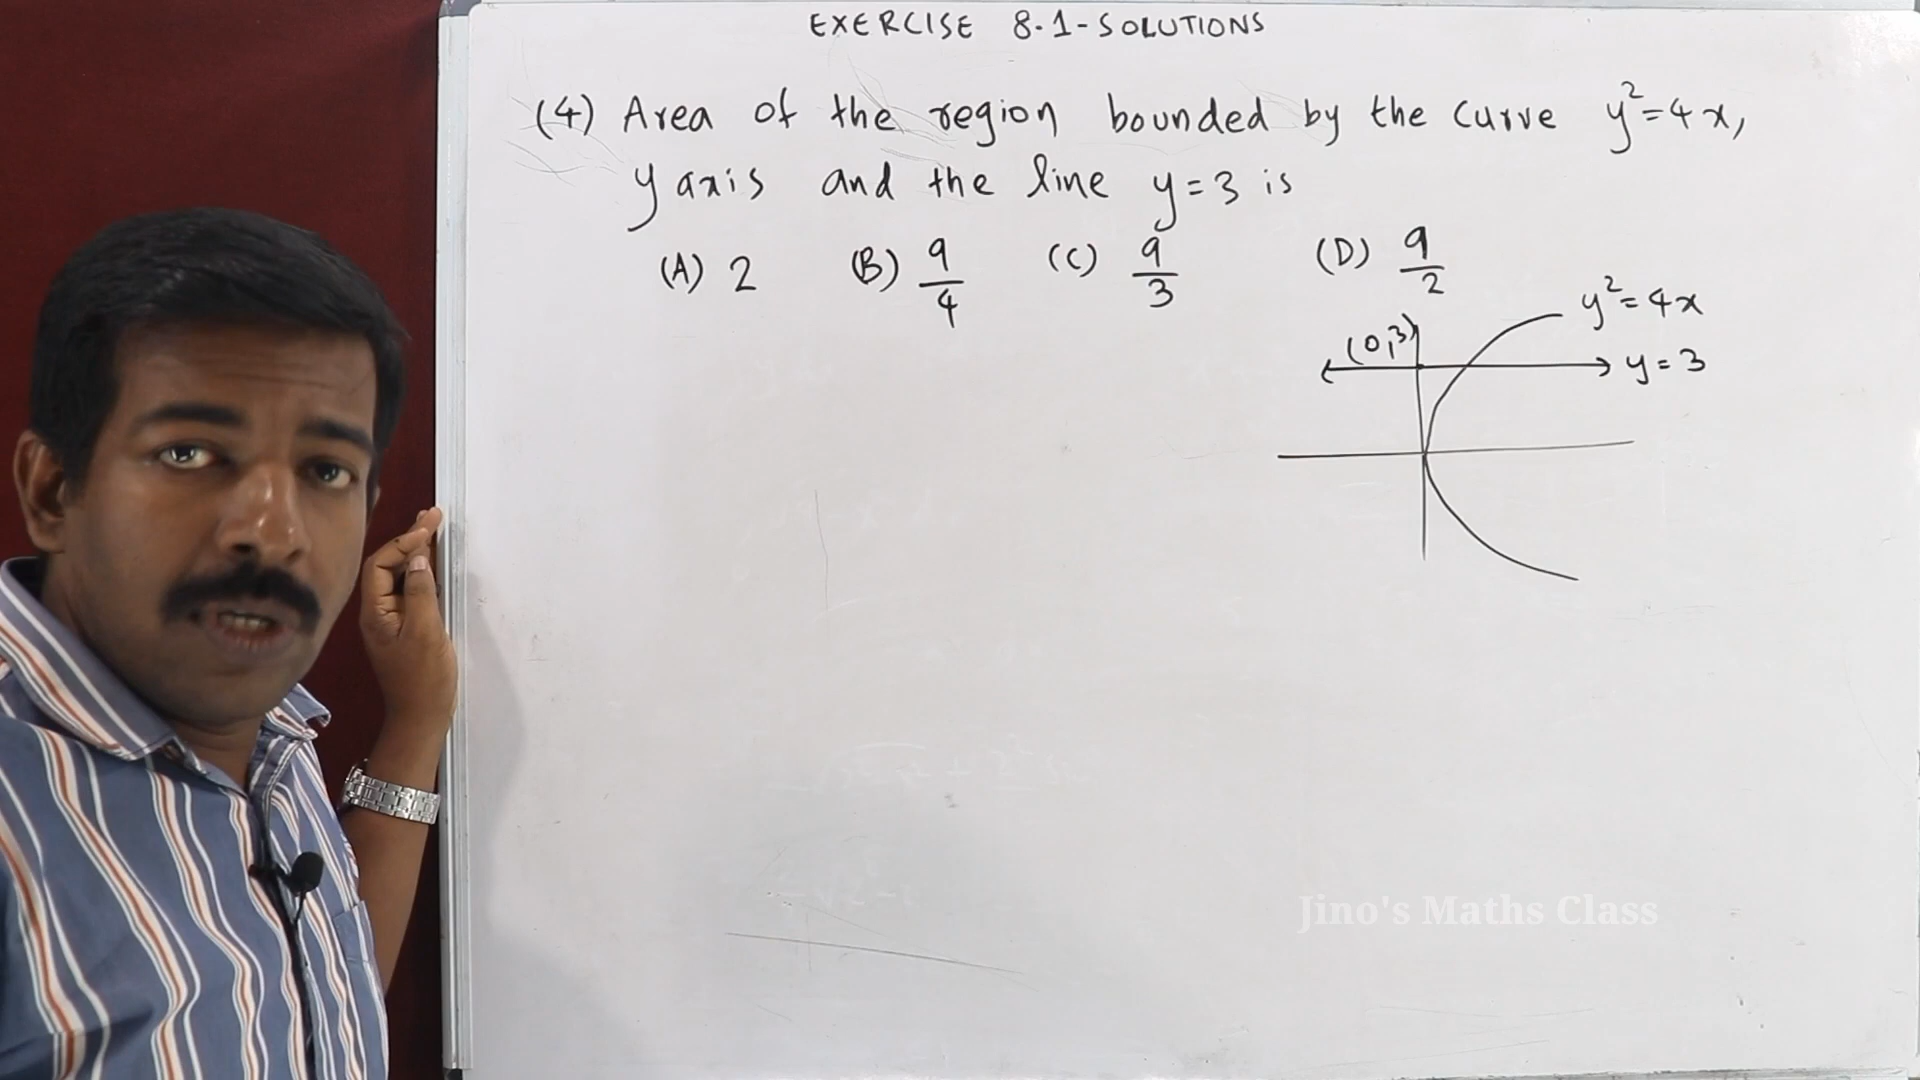 EXERCISE 8.1-SOLUTIONS
(4) Area of the region bounded by the curve y²=4x,
y axis and the line y=3 is
(A) 2 (B) 9/4 (C) 9/3 (D) 9/2
y²=4x
(0,3)
y=3
Jino's Maths Class